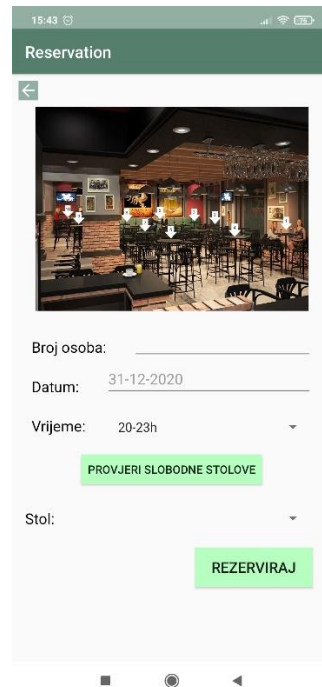 15:43
Reservation
Broj osoba:
Datum: 31-12-2020
Vrijeme: 20-23h
PROVJERI SLOBODNE STOLOVE
Stol:
REZERVIRAJ